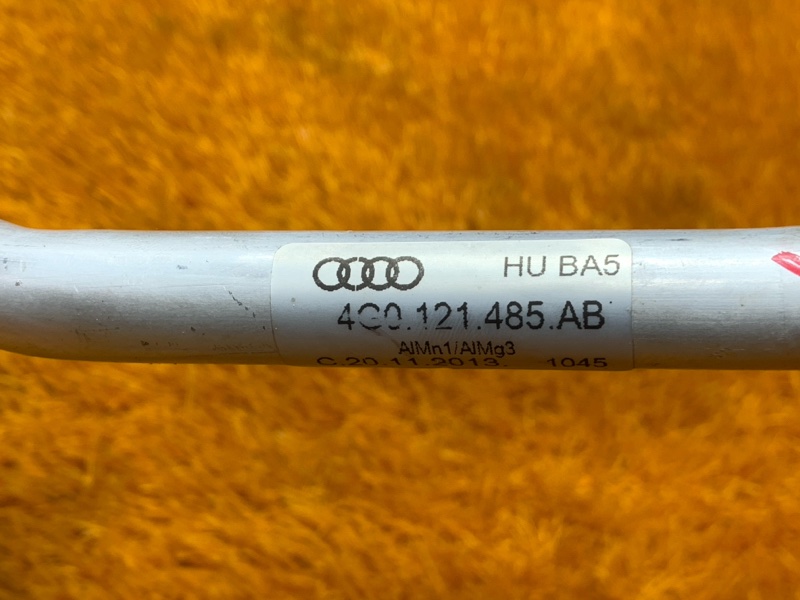 HU BA5
4G0.121.485.AB
AlMn1/AlMg3
C.20.11.2013. 1045